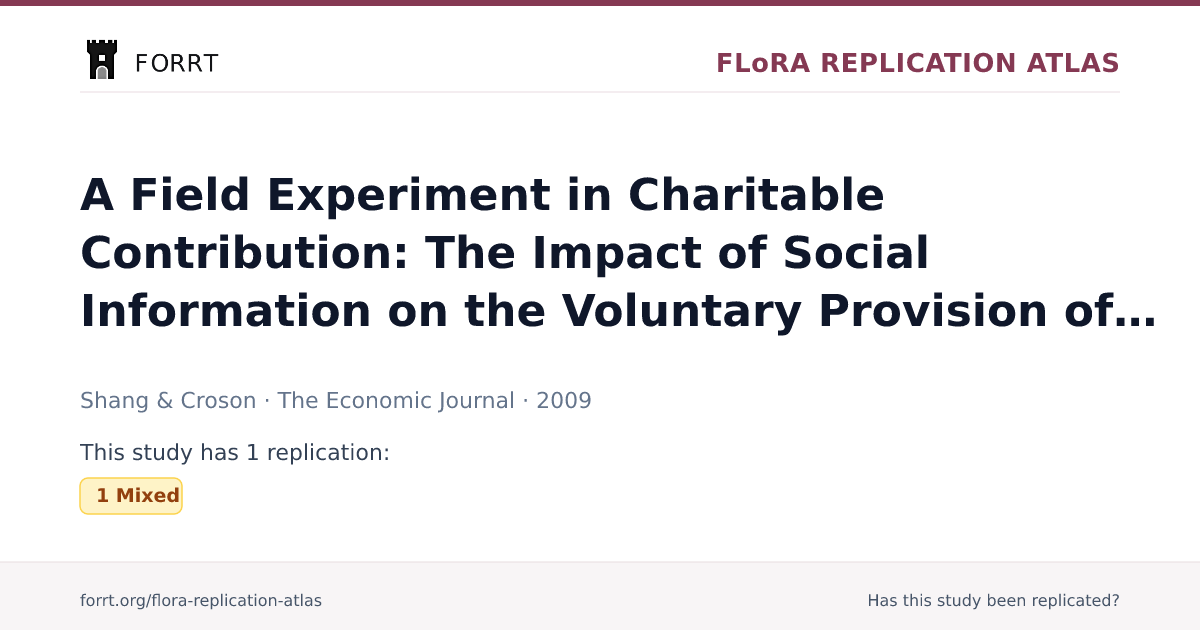 FORRT
FLoRA REPLICATION ATLAS
A Field Experiment in Charitable
Contribution: The Impact of Social
Information on the Voluntary Provision of…
Shang & Croson · The Economic Journal · 2009
This study has 1 replication:
1 Mixed
forrt.org/flora-replication-atlas
Has this study been replicated?